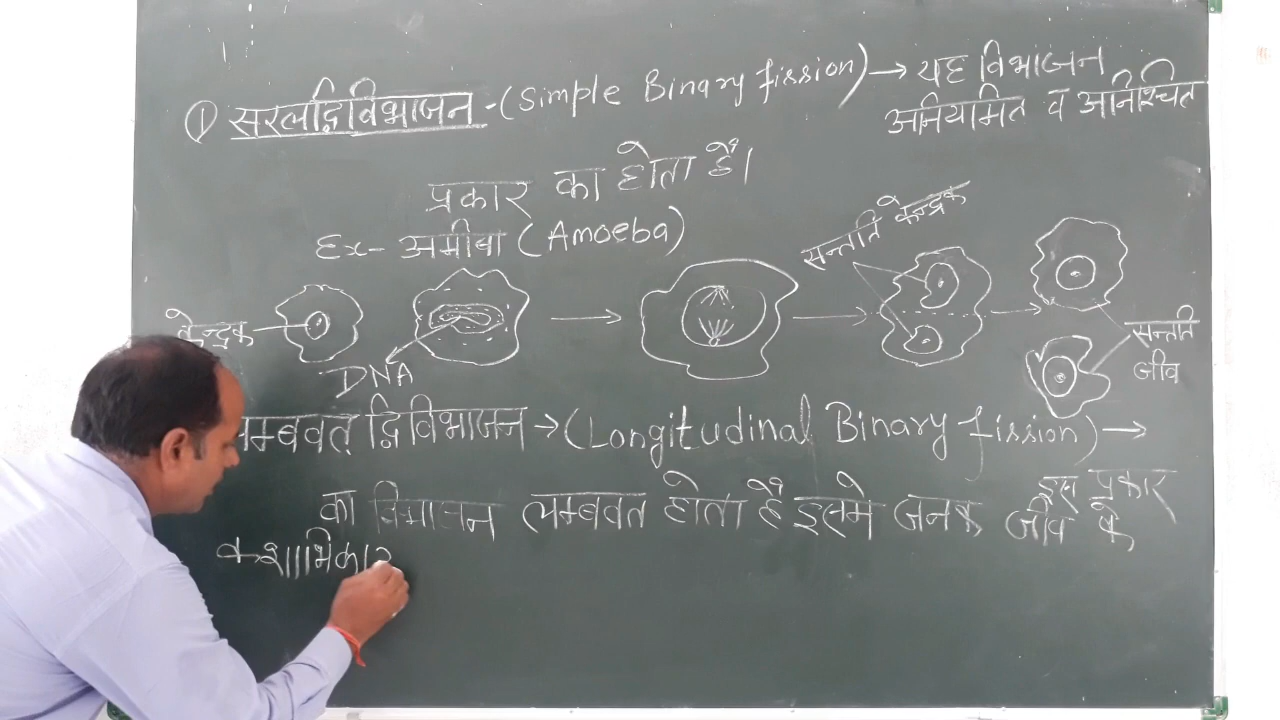 ① सरलद्विविभाजन - (Simple Binary fission) → यह विभाजन
अनियमित व अनिश्चित
प्रकार का होता है।
Ex- अमीबा (Amoeba)
सन्तति केन्द्रक
केन्द्रक
DNA
सन्तति
जीव
लम्बवत् द्विविभाजन → (Longitudinal Binary fission) →
इस प्रकार
का विभाजन लम्बवत होता है इसमे जनक जीव के
कशाभिका